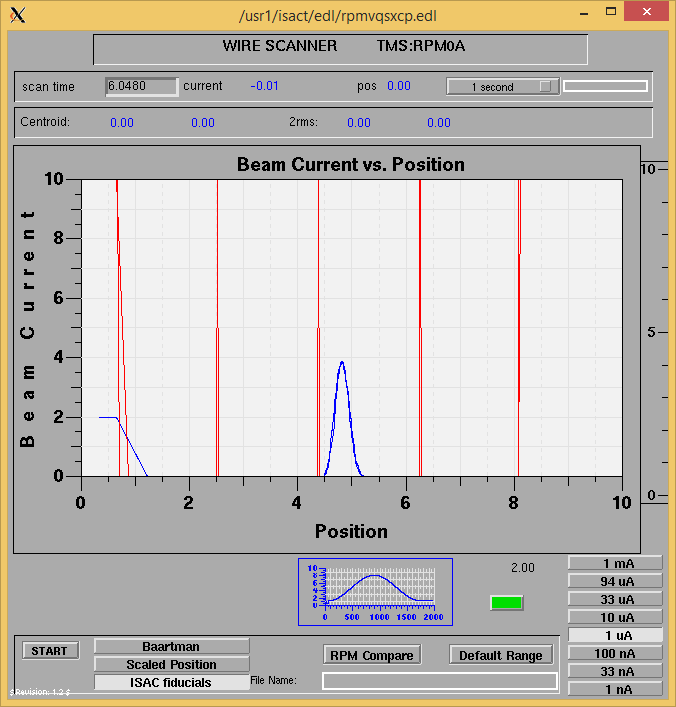 /usr1/isact/edl/rpmvqsxcp.edl
WIRE SCANNER TMS:RPM0A
scan time 6.0480 current -0.01 pos 0.00 1 second
Centroid: 0.00 0.00 2rms: 0.00 0.00
Beam Current vs. Position
10
8
6
4
2
0
Beam Current
0 2 4 6 8 10
Position
10
5
0
10
8
6
4
2
0
0 500 1000 1500 2000
2.00
1 mA
94 uA
33 uA
10 uA
1 uA
100 nA
33 nA
1 nA
START
Baartman
Scaled Position
ISAC fiducials
RPM Compare
Default Range
File Name:
$Revision: 1.2 $